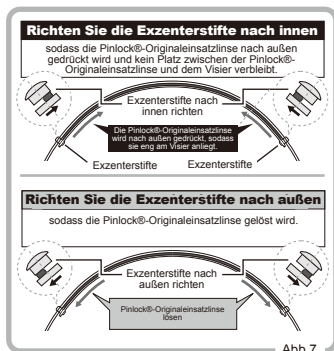 Richten Sie die Exzenterstifte nach innen
sodass die Pinlock®-Originaleinsatzlinse nach außen
gedrückt wird und kein Platz zwischen der Pinlock®-
Originaleinsatzlinse und dem Visier verbleibt.
Exzenterstifte nach
innen richten
Die Pinlock®-Originaleinsatzlinse
wird nach außen gedrückt, sodass
sie eng am Visier anliegt.
Exzenterstifte
Exzenterstifte
Richten Sie die Exzenterstifte nach außen
sodass die Pinlock®-Originaleinsatzlinse gelöst wird.
Exzenterstifte nach
außen richten
Pinlock®-Originaleinsatzlinse
lösen
Abb 7